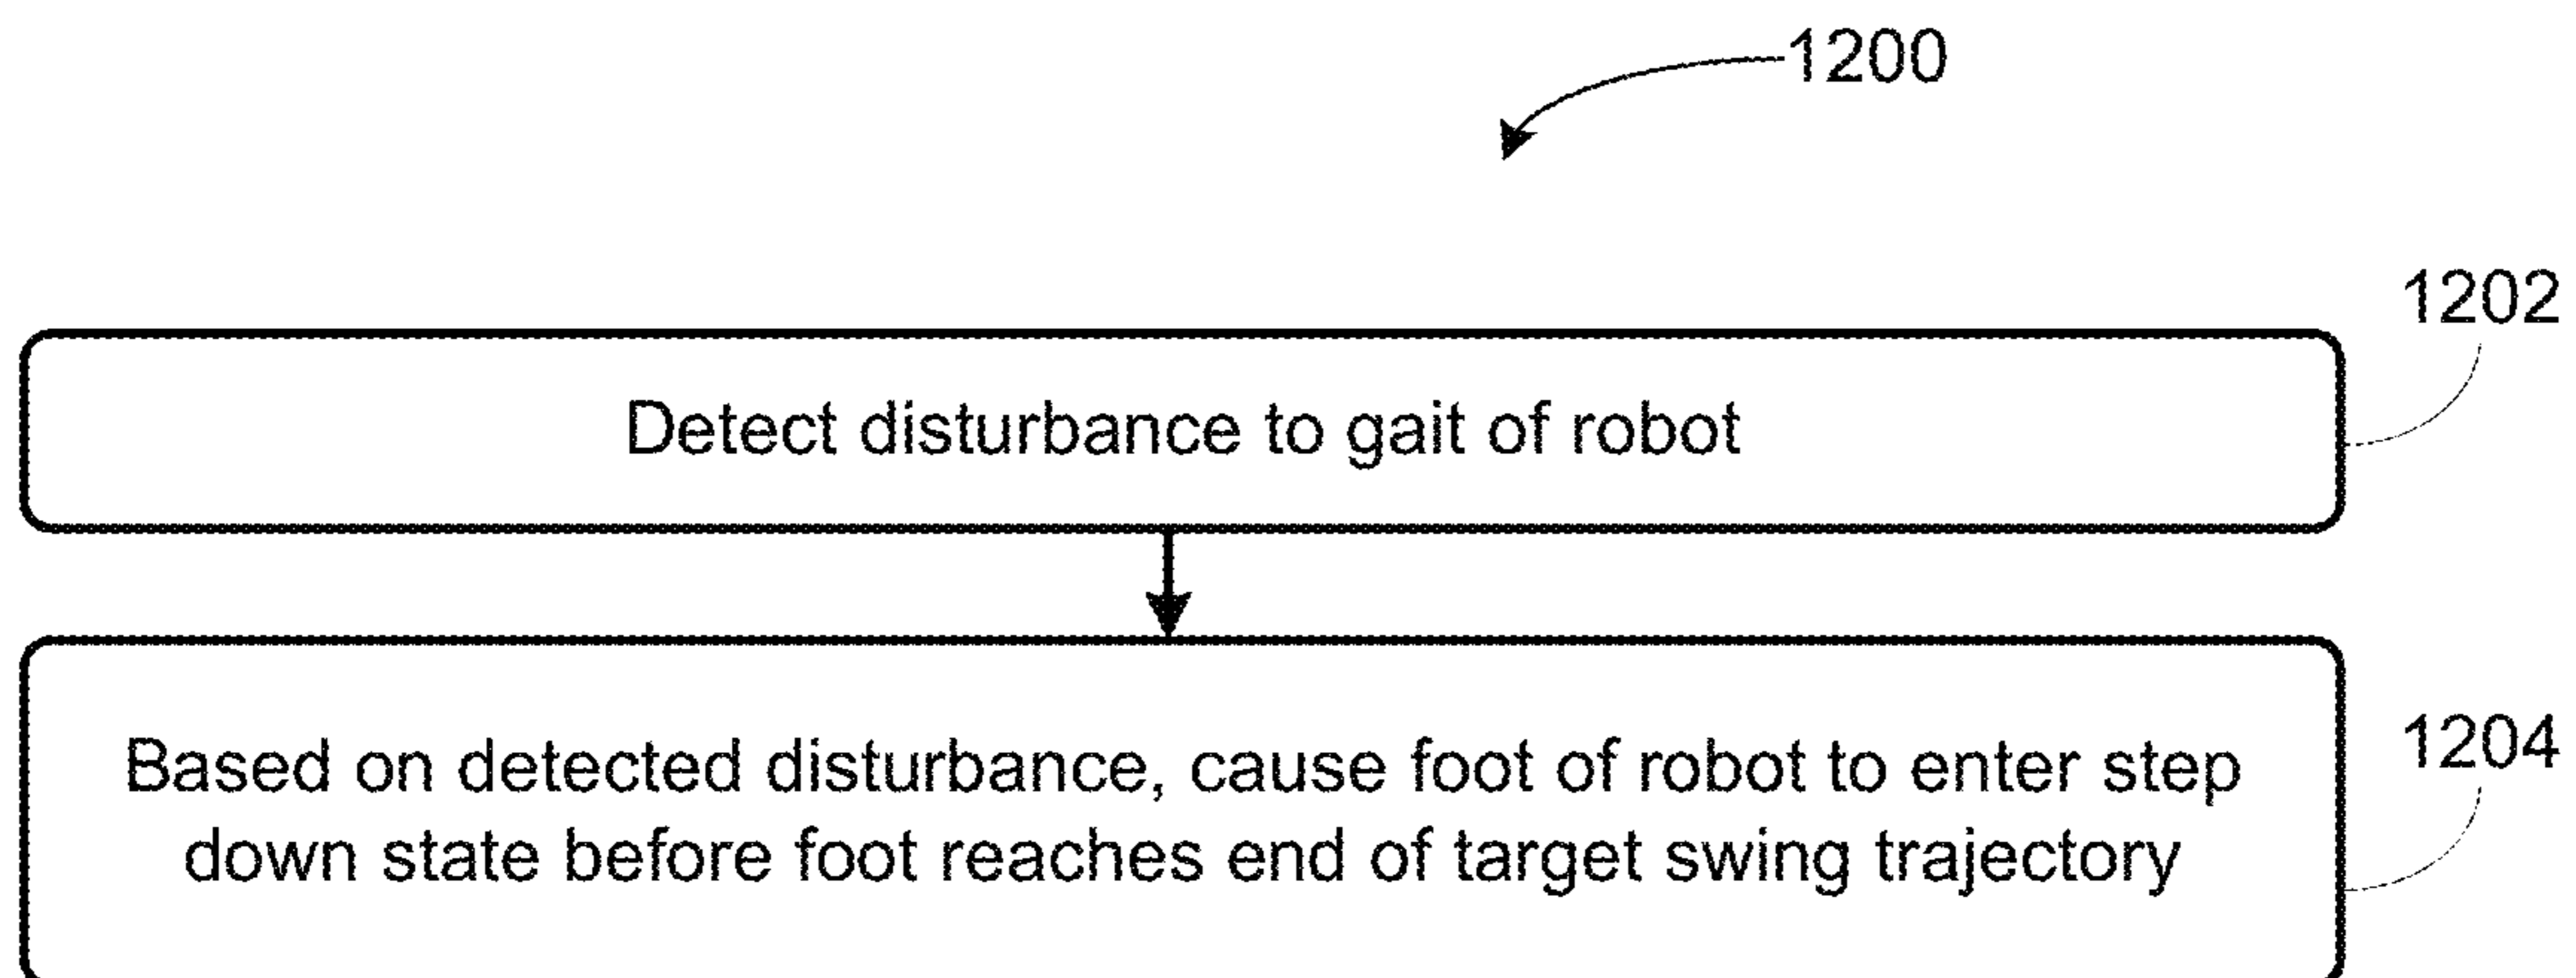 1200
1202
Detect disturbance to gait of robot
1204
Based on detected disturbance, cause foot of robot to enter step
down state before foot reaches end of target swing trajectory